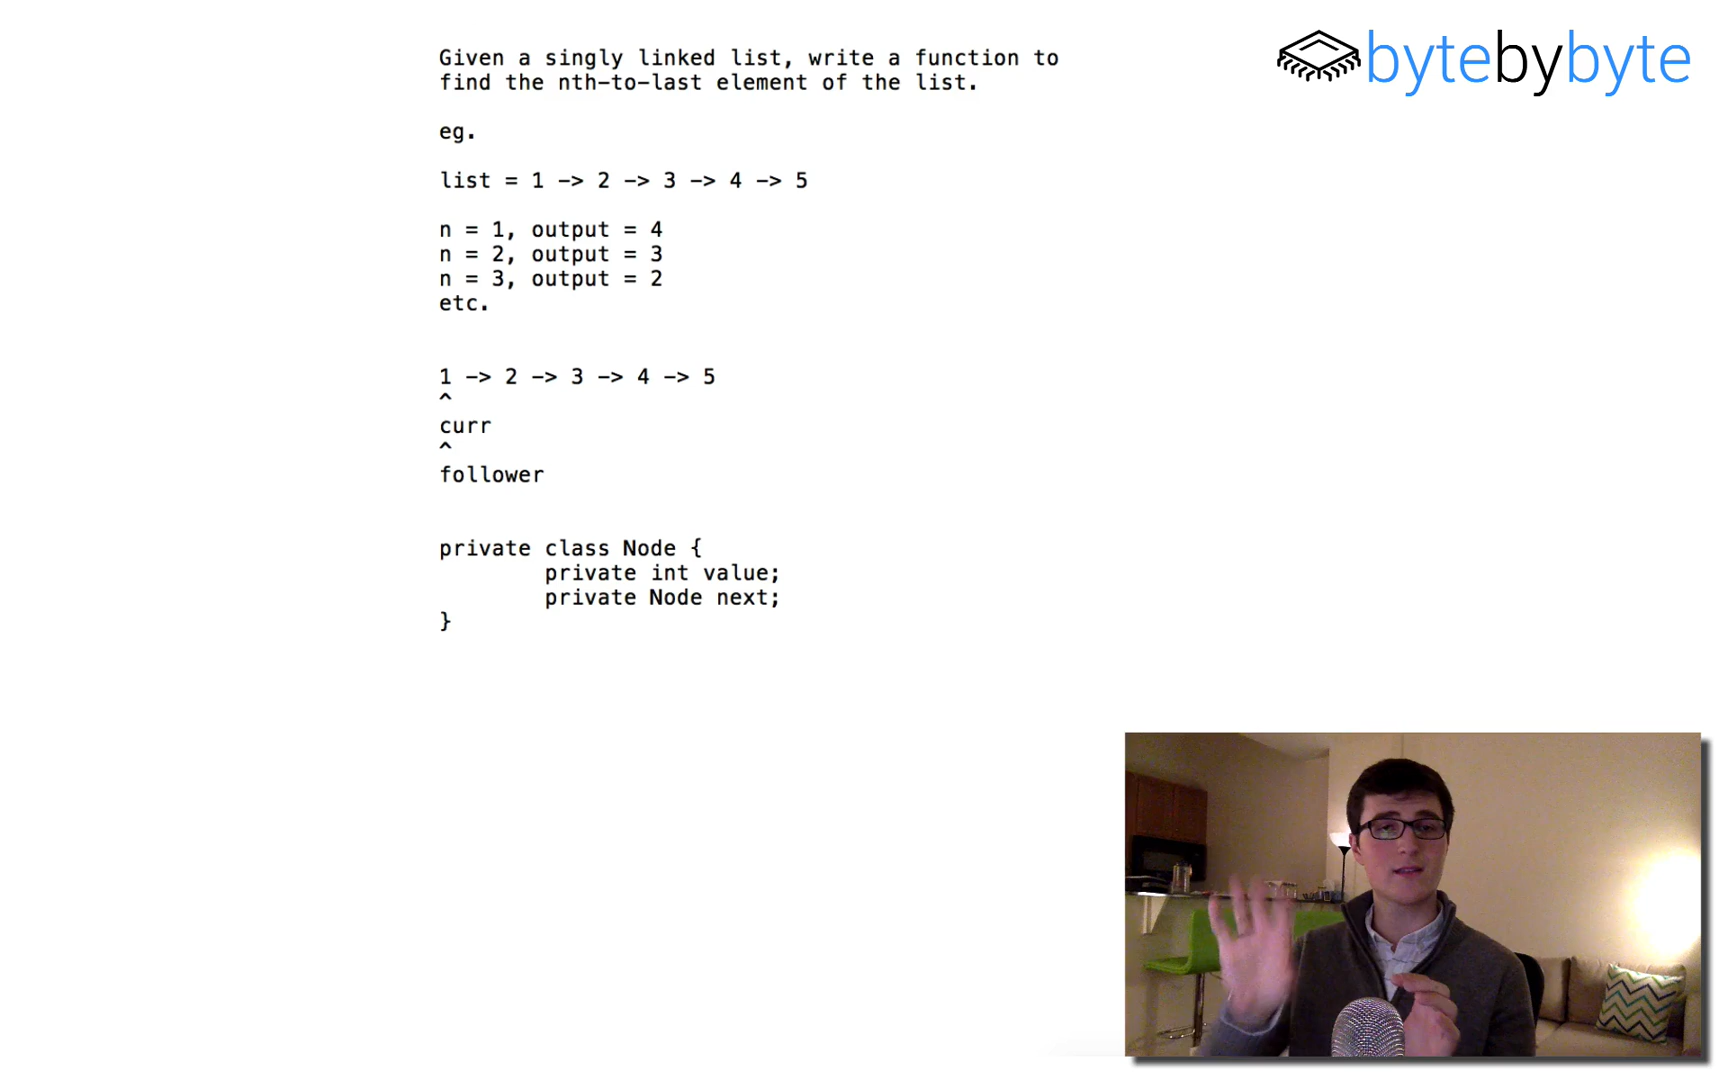 Given a singly linked list, write a function to
find the nth-to-last element of the list.
eg.
list = 1 -> 2 -> 3 -> 4 -> 5
n = 1, output = 4
n = 2, output = 3
n = 3, output = 2
etc.
1 -> 2 -> 3 -> 4 -> 5
^
curr
^
follower
private class Node {
private int value;
private Node next;
}
bytebybyte